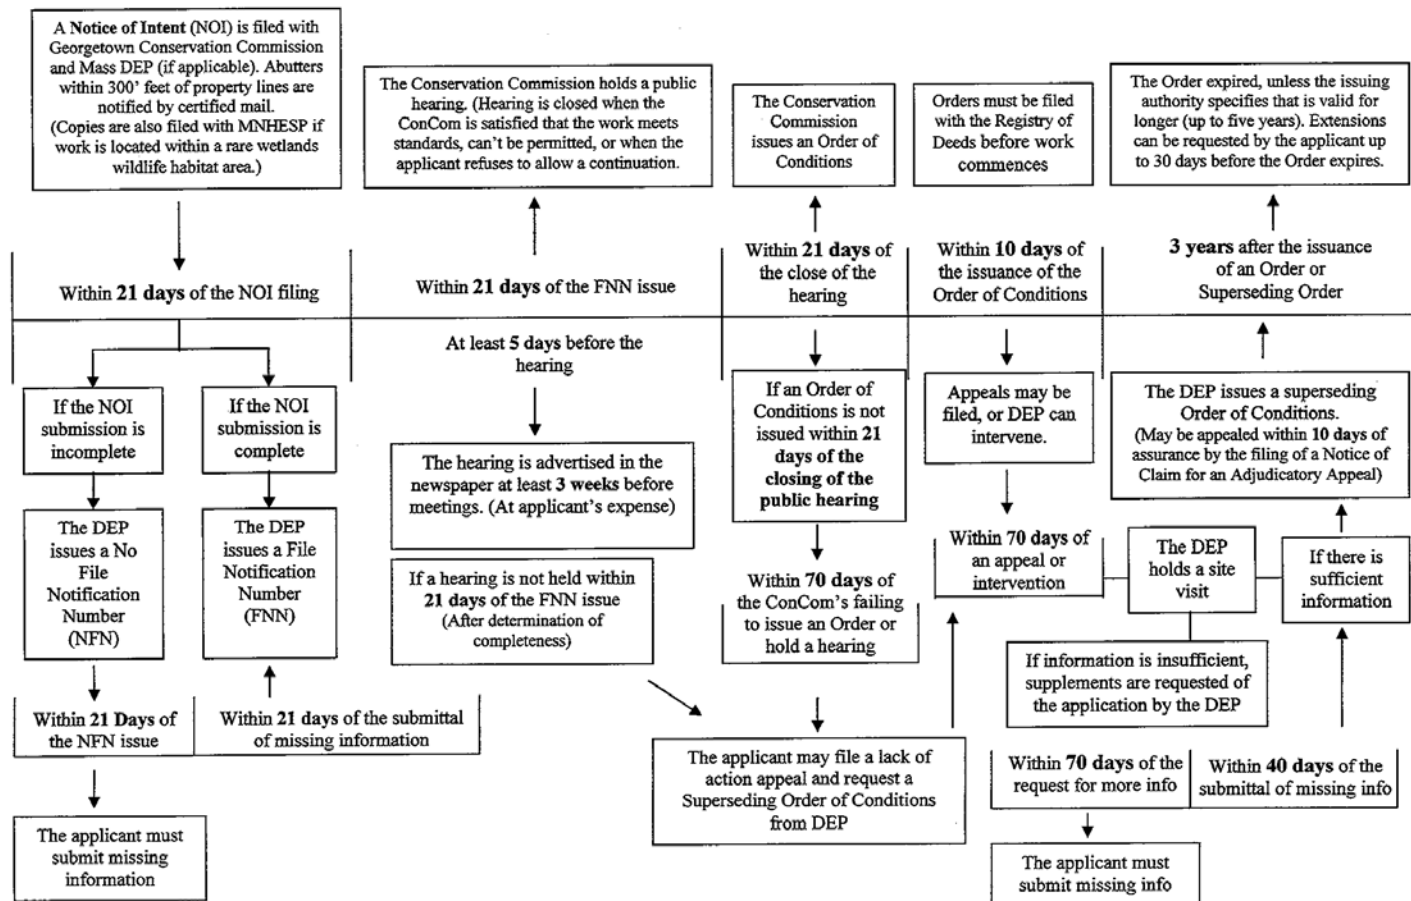 A Notice of Intent (NOI) is filed with
Georgetown Conservation Commission
and Mass DEP (if applicable). Abutters
within 300’ feet of property lines are
notified by certified mail.
(Copies are also filed with MNHESP if
work is located within a rare wetlands
wildlife habitat area.)
The Conservation Commission holds a public
hearing. (Hearing is closed when the
ConCom is satisfied that the work meets
standards, can’t be permitted, or when the
applicant refuses to allow a continuation.
The Conservation
Commission
issues an Order of
Conditions
Orders must be filed
with the Registry of
Deeds before work
commences
The Order expired, unless the issuing
authority specifies that is valid for
longer (up to five years). Extensions
can be requested by the applicant up
to 30 days before the Order expires.
Within 21 days of the NOI filing
Within 21 days of the FNN issue
Within 21 days of
the close of the
hearing
Within 10 days of
the issuance of the
Order of Conditions
3 years after the issuance
of an Order or
Superseding Order
If the NOI
submission is
incomplete
If the NOI
submission is
complete
At least 5 days before the
hearing
If an Order of
Conditions is not
issued within 21
days of the
closing of the
public hearing
Appeals may be
filed, or DEP can
intervene.
The DEP issues a superseding
Order of Conditions.
(May be appealed within 10 days of
assurance by the filing of a Notice of
Claim for an Adjudicatory Appeal)
The DEP
issues a No
File
Notification
Number
(NFN)
The DEP
issues a File
Notification
Number
(FNN)
The hearing is advertised in the
newspaper at least 3 weeks before
meetings. (At applicant’s expense)
If a hearing is not held within
21 days of the FNN issue
(After determination of
completeness)
Within 70 days of
the ConCom’s failing
to issue an Order or
hold a hearing
Within 70 days of
an appeal or
intervention
The DEP
holds a site
visit
If there is
sufficient
information
If information is insufficient,
supplements are requested of
the application by the DEP
Within 21 Days of
the NFN issue
Within 21 days of the submittal
of missing information
The applicant may file a lack of
action appeal and request a
Superseding Order of Conditions
from DEP
Within 70 days of the
request for more info
Within 40 days of the
submittal of missing info
The applicant must
submit missing
information
The applicant must
submit missing info